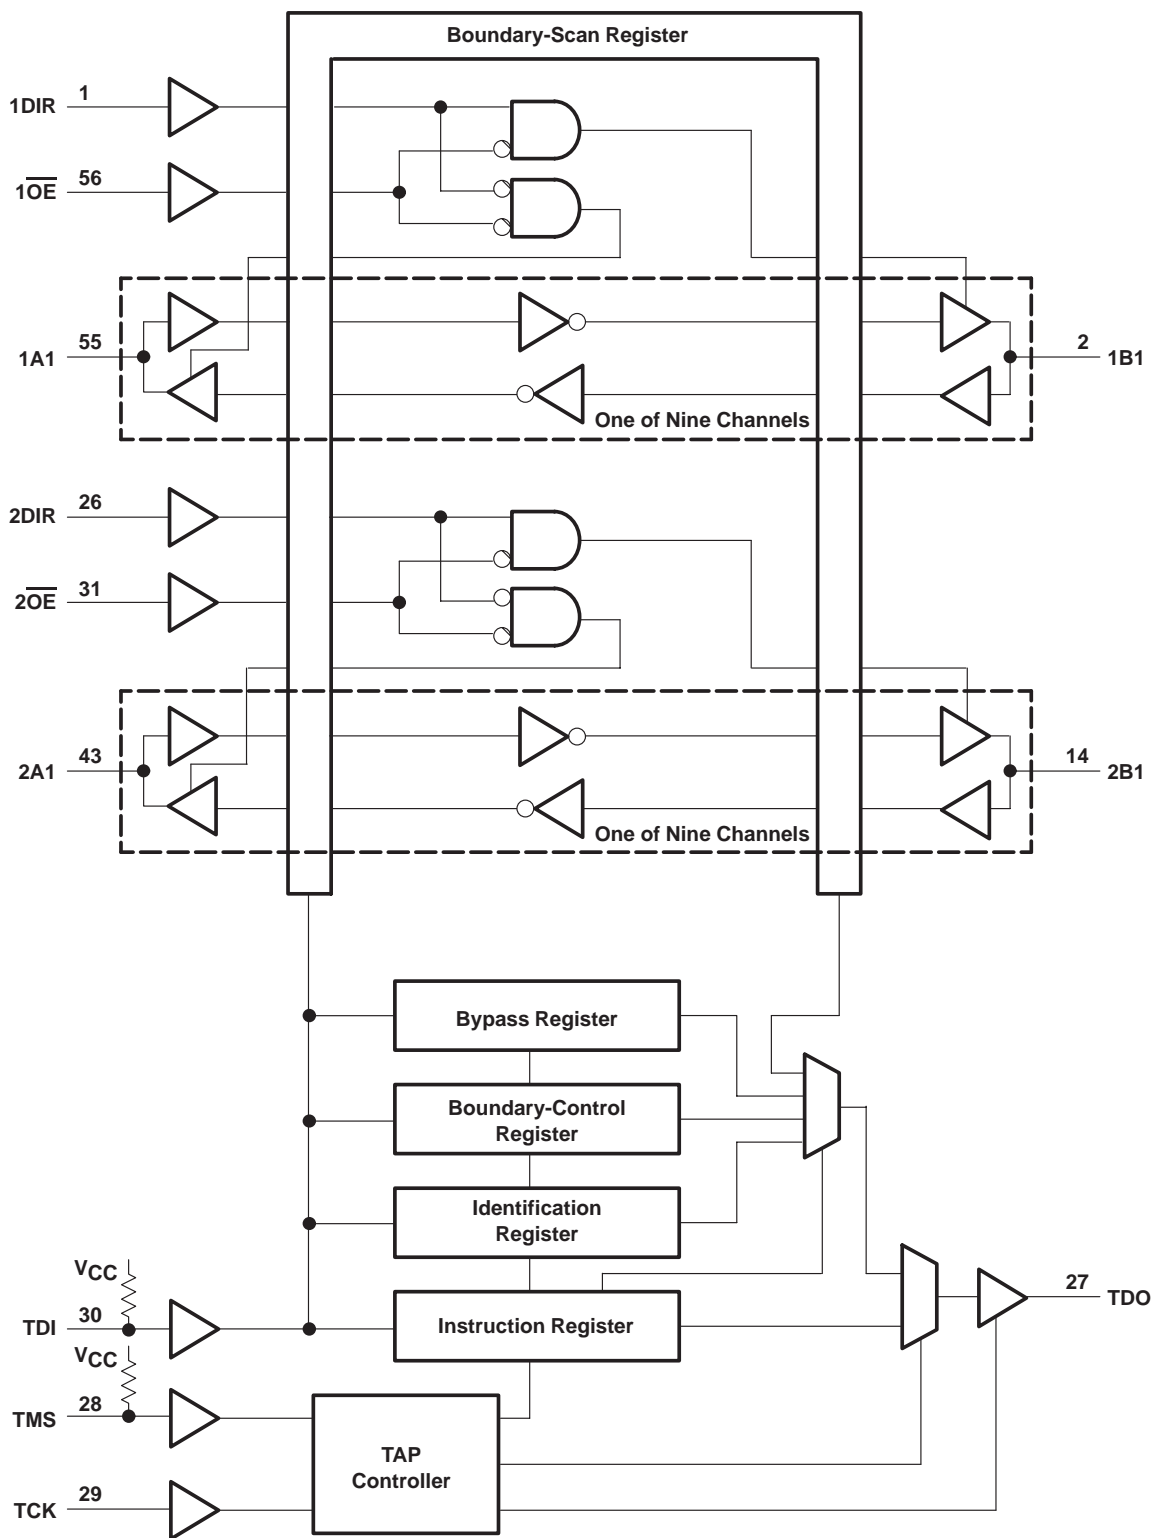 Boundary-Scan Register
1DIR 1
1O̅E̅ 56
1A1 55
2 1B1
One of Nine Channels
2DIR 26
2O̅E̅ 31
2A1 43
14 2B1
One of Nine Channels
Bypass Register
Boundary-Control
Register
Identification
Register
VCC
TDI 30
Instruction Register
27 TDO
VCC
TMS 28
TAP
Controller
TCK 29